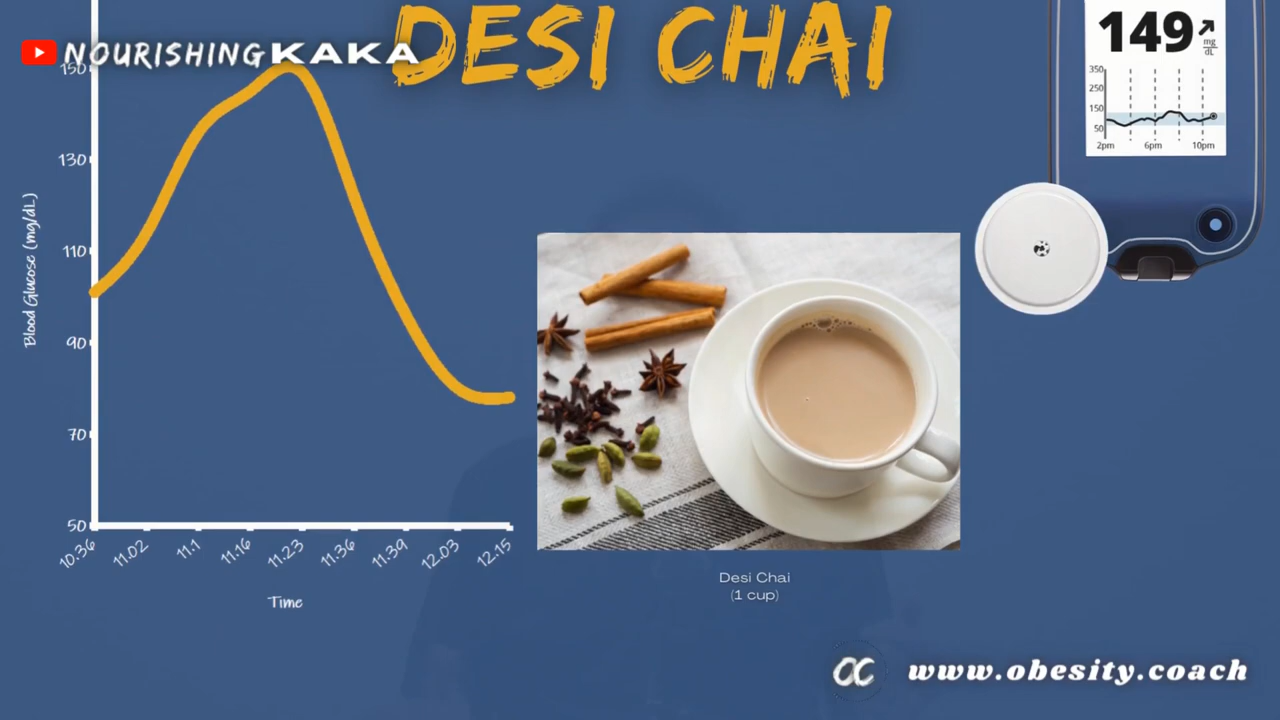 DESI CHAI
NOURISHING KAKA
150
130
110
90
70
50
Blood Glucose (mg/dL)
10.36
11.02
11.1
11.16
11.23
11.36
11.39
12.03
12.15
Time
149
mg
dL
350
250
150
50
2pm
6pm
10pm
Desi Chai
(1 cup)
www.obesity.coach